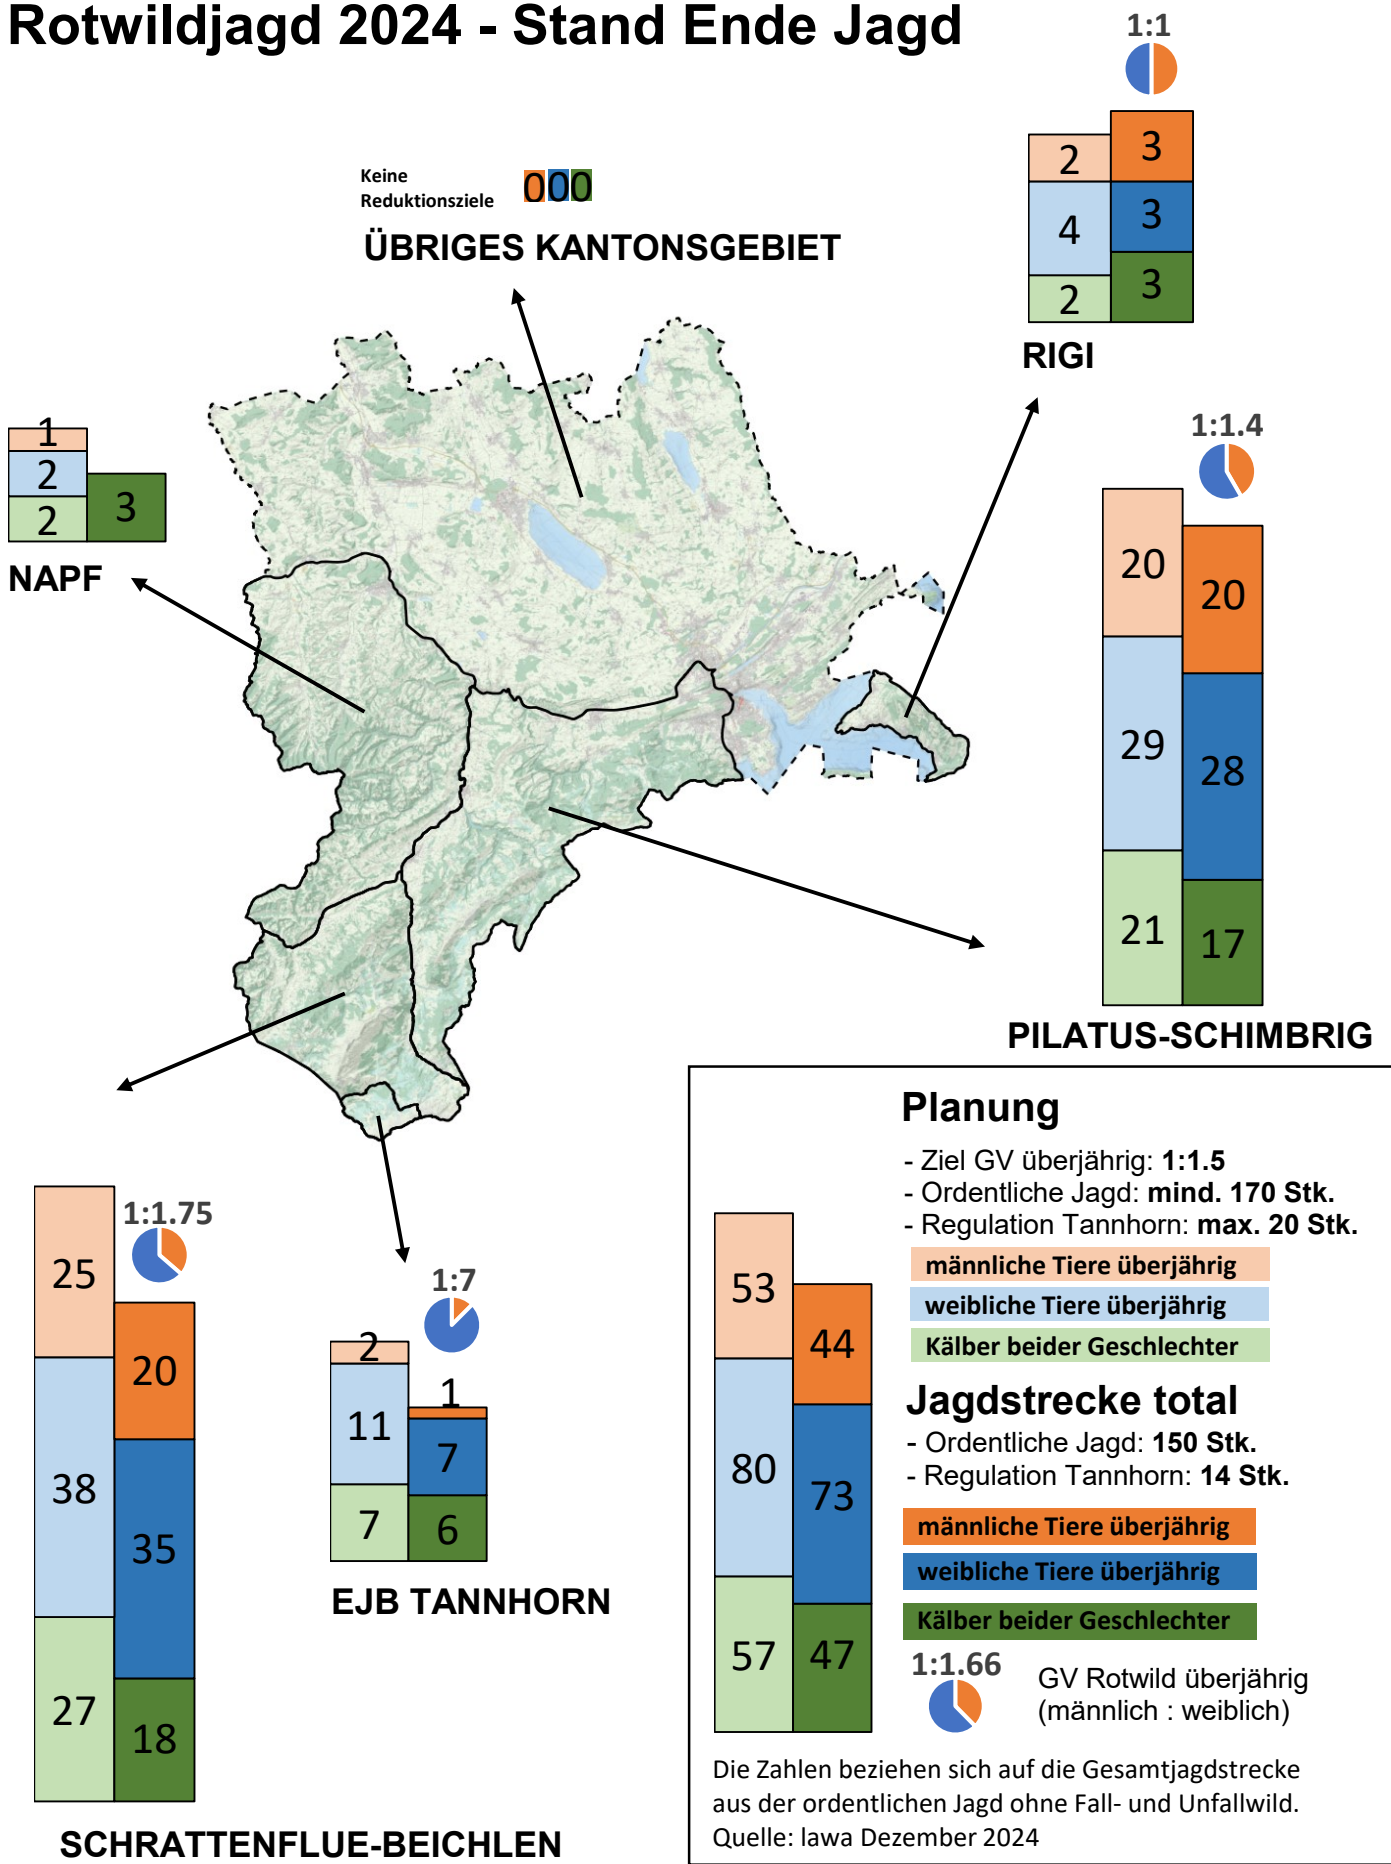 Rotwildjagd 2024 - Stand Ende Jagd
1:1
2
3
4
3
2
3
RIGI
Keine
Reduktionsziele
0 0 0
ÜBRIGES KANTONSGEBIET
1
2
2
3
NAPF
1:1.4
20
20
29
28
21
17
PILATUS-SCHIMBRIG
1:1.75
25
20
38
35
27
18
SCHRATTENFLUE-BEICHLEN
1:7
2
1
11
7
7
6
EJB TANNHORN
Planung
- Ziel GV überjährig: 1:1.5
- Ordentliche Jagd: mind. 170 Stk.
- Regulation Tannhorn: max. 20 Stk.
männliche Tiere überjährig
weibliche Tiere überjährig
Kälber beider Geschlechter
53
44
80
73
57
47
Jagdstrecke total
- Ordentliche Jagd: 150 Stk.
- Regulation Tannhorn: 14 Stk.
männliche Tiere überjährig
weibliche Tiere überjährig
Kälber beider Geschlechter
1:1.66
GV Rotwild überjährig
(männlich : weiblich)
Die Zahlen beziehen sich auf die Gesamtjagdstrecke
aus der ordentlichen Jagd ohne Fall- und Unfallwild.
Quelle: lawa Dezember 2024